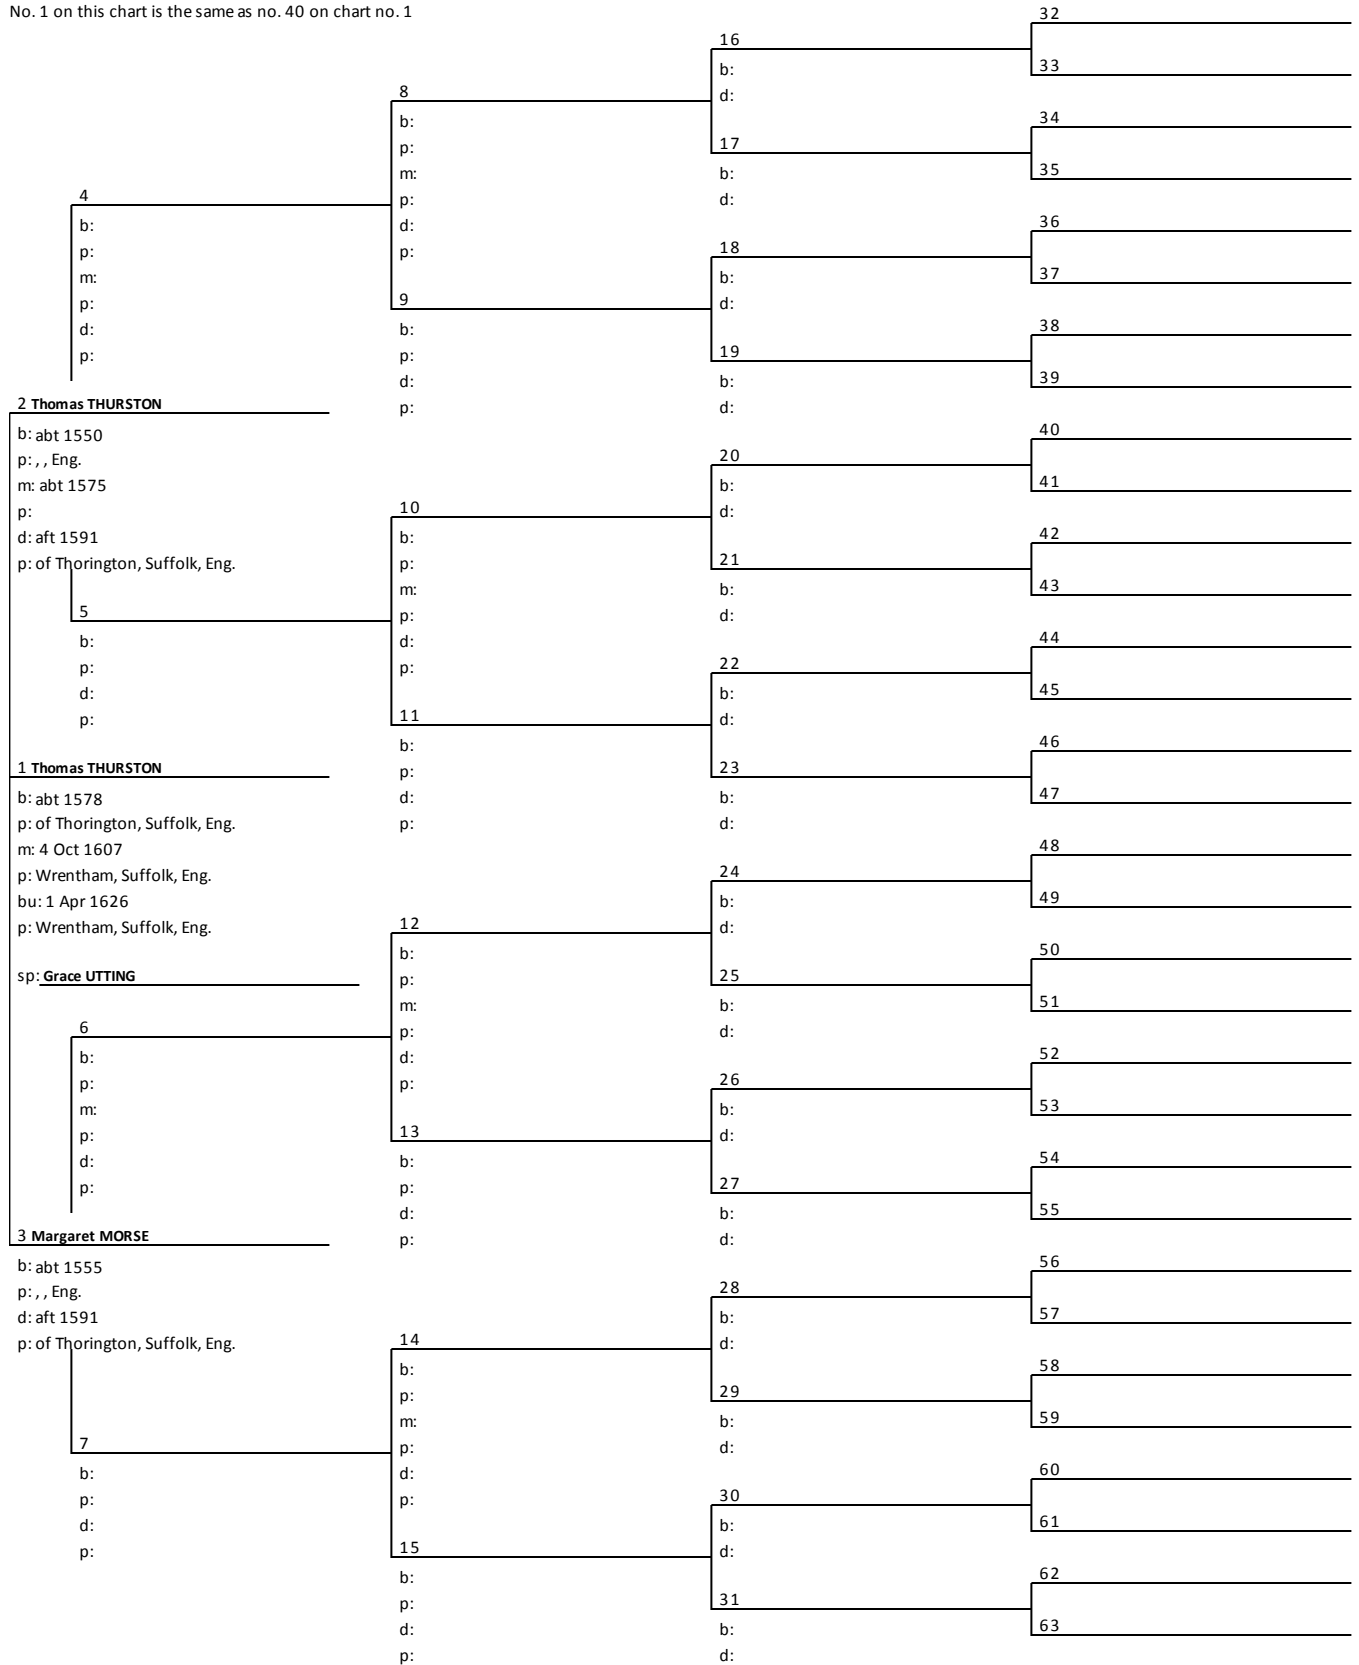 No. 1 on this chart is the same as no. 40 on chart no. 1
4
b:
p:
m:
p:
d:
p:
2 Thomas THURSTON
b: abt 1550
p: , , Eng.
m: abt 1575
p:
d: aft 1591
p: of Thorington, Suffolk, Eng.
5
b:
p:
d:
p:
1 Thomas THURSTON
b: abt 1578
p: of Thorington, Suffolk, Eng.
m: 4 Oct 1607
p: Wrentham, Suffolk, Eng.
bu: 1 Apr 1626
p: Wrentham, Suffolk, Eng.
sp: Grace UTTING
6
b:
p:
m:
p:
d:
p:
3 Margaret MORSE
b: abt 1555
p: , , Eng.
d: aft 1591
p: of Thorington, Suffolk, Eng.
7
b:
p:
d:
p:
8
b:
p:
m:
p:
d:
p:
9
b:
p:
d:
p:
10
b:
p:
m:
p:
d:
p:
11
b:
p:
d:
p:
12
b:
p:
m:
p:
d:
p:
13
b:
p:
d:
p:
14
b:
p:
m:
p:
d:
p:
15
b:
p:
d:
p:
16
b:
d:
17
b:
d:
18
b:
d:
19
b:
d:
20
b:
d:
21
b:
d:
22
b:
d:
23
b:
d:
24
b:
d:
25
b:
d:
26
b:
d:
27
b:
d:
28
b:
d:
29
b:
d:
30
b:
d:
31
b:
d:
32
33
34
35
36
37
38
39
40
41
42
43
44
45
46
47
48
49
50
51
52
53
54
55
56
57
58
59
60
61
62
63